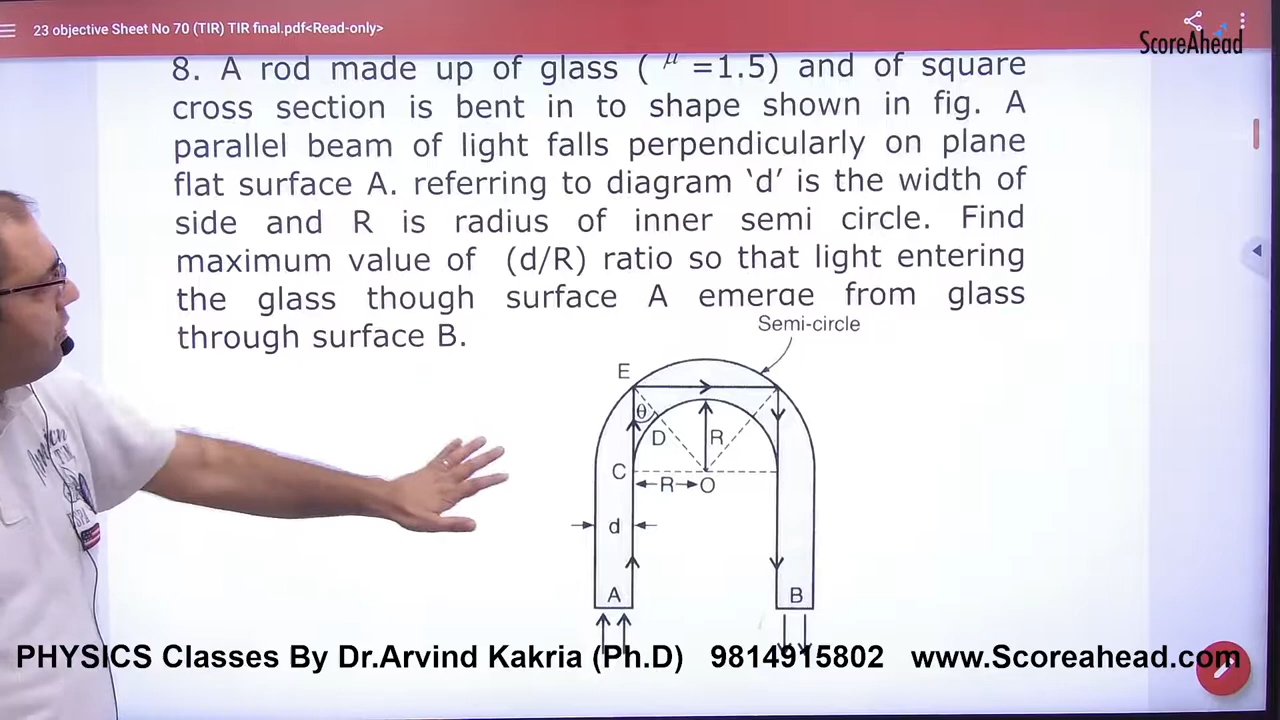 23 objective Sheet No 70 (TIR) TIR final.pdf<Read-only>
ScoreAhead
8. A rod made up of glass ( μ =1.5) and of square
cross section is bent in to shape shown in fig. A
parallel beam of light falls perpendicularly on plane
flat surface A. referring to diagram ‘d’ is the width of
side and R is radius of inner semi circle. Find
maximum value of (d/R) ratio so that light entering
the glass though surface A emerge from glass
through surface B.
Semi-circle
E
θ
D
R
C
R
O
d
A
B
PHYSICS Classes By Dr.Arvind Kakria (Ph.D) 9814915802 www.Scoreahead.com